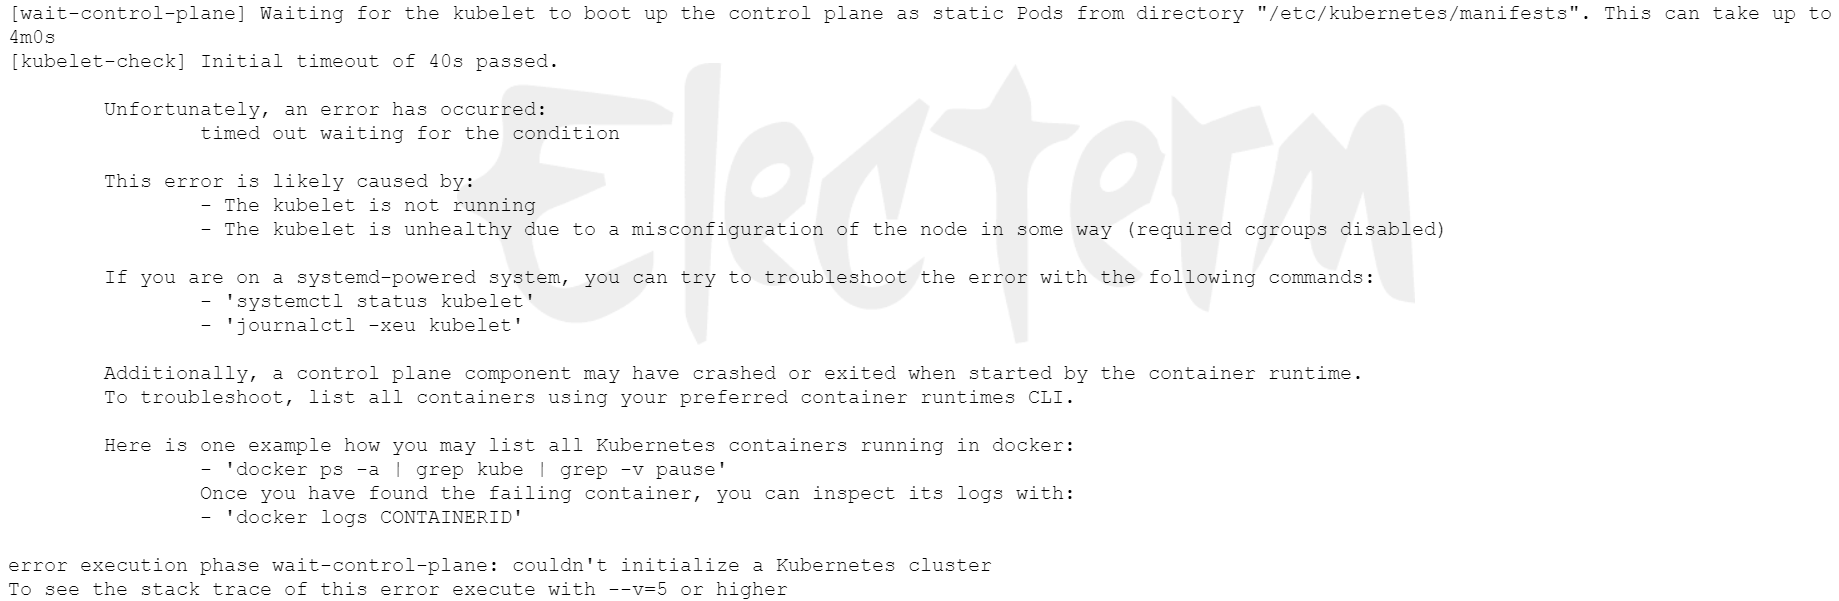 [wait-control-plane] Waiting for the kubelet to boot up the control plane as static Pods from directory "/etc/kubernetes/manifests". This can take up to
4m0s
[kubelet-check] Initial timeout of 40s passed.
Unfortunately, an error has occurred:
timed out waiting for the condition
This error is likely caused by:
- The kubelet is not running
- The kubelet is unhealthy due to a misconfiguration of the node in some way (required cgroups disabled)
If you are on a systemd-powered system, you can try to troubleshoot the error with the following commands:
- 'systemctl status kubelet'
- 'journalctl -xeu kubelet'
Additionally, a control plane component may have crashed or exited when started by the container runtime.
To troubleshoot, list all containers using your preferred container runtimes CLI.
Here is one example how you may list all Kubernetes containers running in docker:
- 'docker ps -a | grep kube | grep -v pause'
Once you have found the failing container, you can inspect its logs with:
- 'docker logs CONTAINERID'
error execution phase wait-control-plane: couldn't initialize a Kubernetes cluster
To see the stack trace of this error execute with --v=5 or higher
Electerm